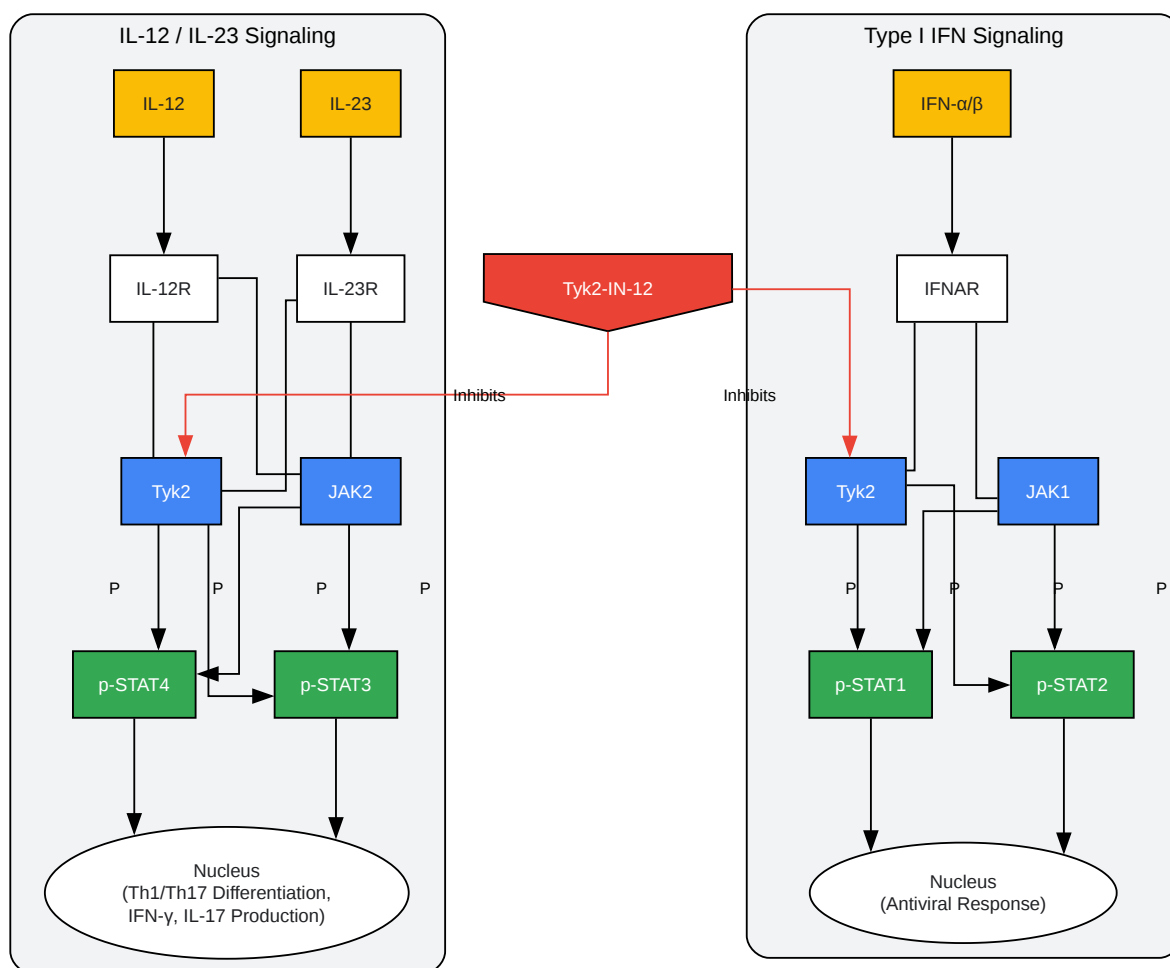 IL-12 / IL-23 Signaling
Type I IFN Signaling
IL-12
IL-23
IFN-α/β
IL-12R
IL-23R
Tyk2-IN-12
IFNAR
Inhibits
Inhibits
Tyk2
JAK2
Tyk2
JAK1
P
P
P
P
P
P
P
P
p-STAT4
p-STAT3
p-STAT1
p-STAT2
Nucleus
(Th1/Th17 Differentiation,
IFN-γ, IL-17 Production)
Nucleus
(Antiviral Response)